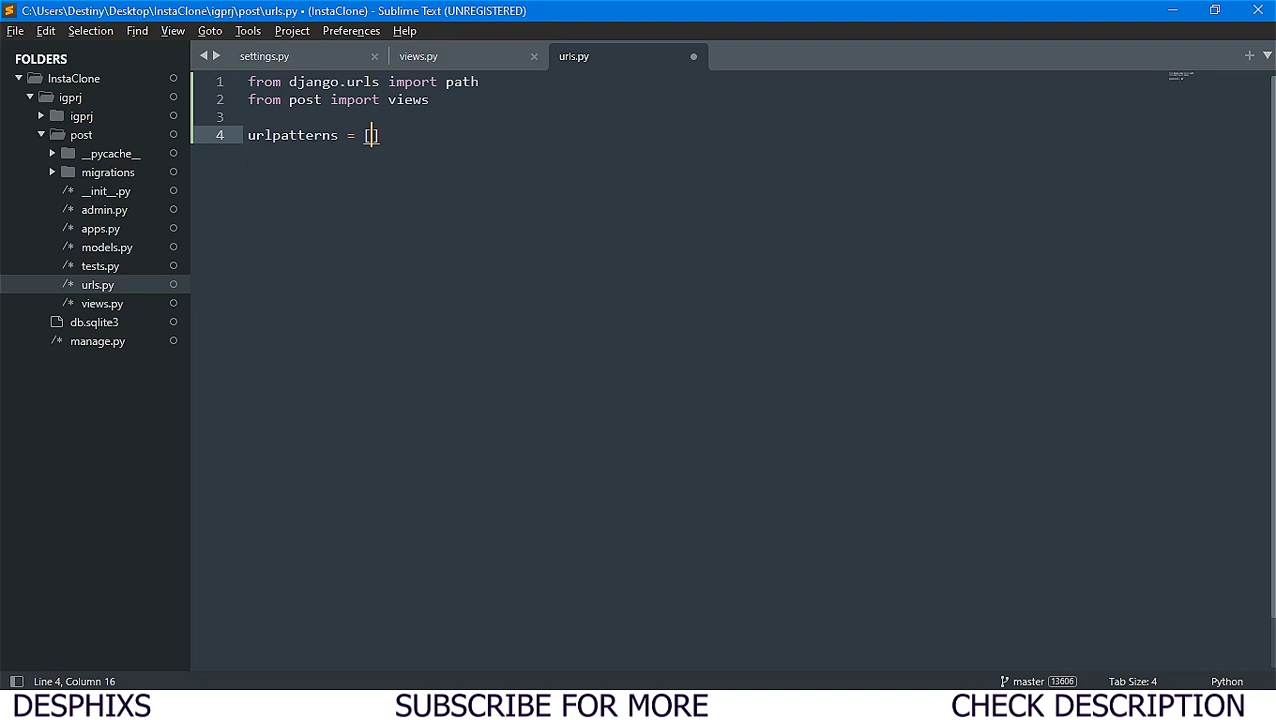 C:\Users\Destiny\Desktop\InstaClone\igprj\post\urls.py • (InstaClone) - Sublime Text (UNREGISTERED)
File Edit Selection Find View Goto Tools Project Preferences Help
FOLDERS
InstaClone
igprj
igprj
post
__pycache__
migrations
/* __init__.py
/* admin.py
/* apps.py
/* models.py
/* tests.py
/* urls.py
/* views.py
db.sqlite3
/* manage.py
settings.py views.py urls.py
1 from django.urls import path
2 from post import views
3
4 urlpatterns = []
Line 4, Column 16 master 13606 Tab Size: 4 Python
DESPHIXS SUBSCRIBE FOR MORE CHECK DESCRIPTION